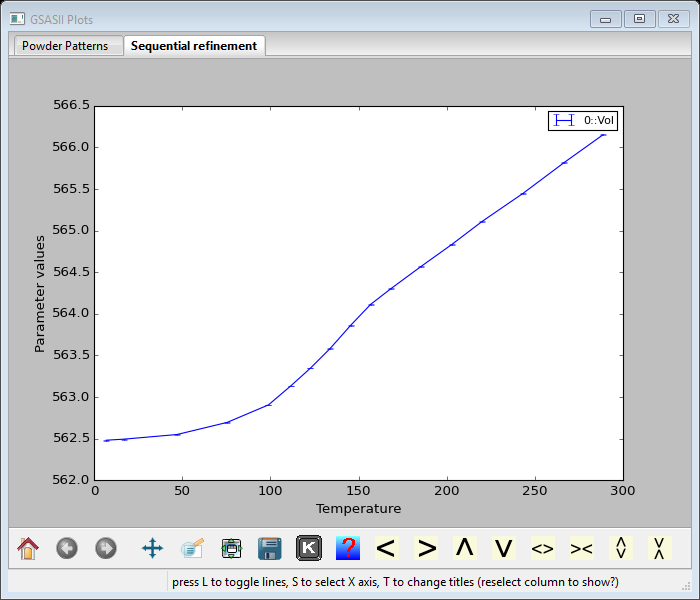 GSASII Plots
Powder Patterns
Sequential refinement
566.5
566.0
565.5
565.0
564.5
564.0
563.5
563.0
562.5
562.0
Parameter values
0::Vol
0 50 100 150 200 250 300
Temperature
K ? < > Λ V <> >< 
press L to toggle lines, S to select X axis, T to change titles (reselect column to show?)